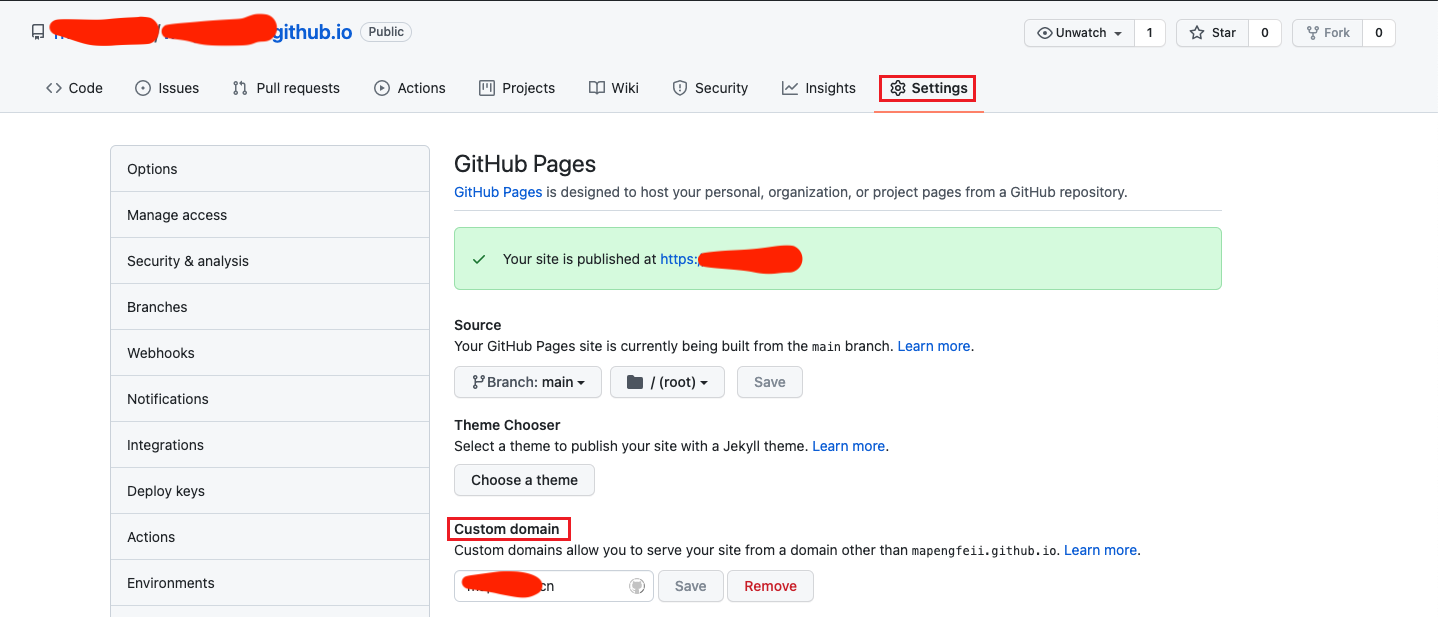 github.io Public
Unwatch 1 Star 0 Fork 0
Code Issues Pull requests Actions Projects Wiki Security Insights Settings
Options
Manage access
Security & analysis
Branches
Webhooks
Notifications
Integrations
Deploy keys
Actions
Environments
GitHub Pages
GitHub Pages is designed to host your personal, organization, or project pages from a GitHub repository.
Your site is published at https:
Source
Your GitHub Pages site is currently being built from the main branch. Learn more.
Branch: main / (root) Save
Theme Chooser
Select a theme to publish your site with a Jekyll theme. Learn more.
Choose a theme
Custom domain
Custom domains allow you to serve your site from a domain other than mapengfeii.github.io. Learn more.
cn Save Remove